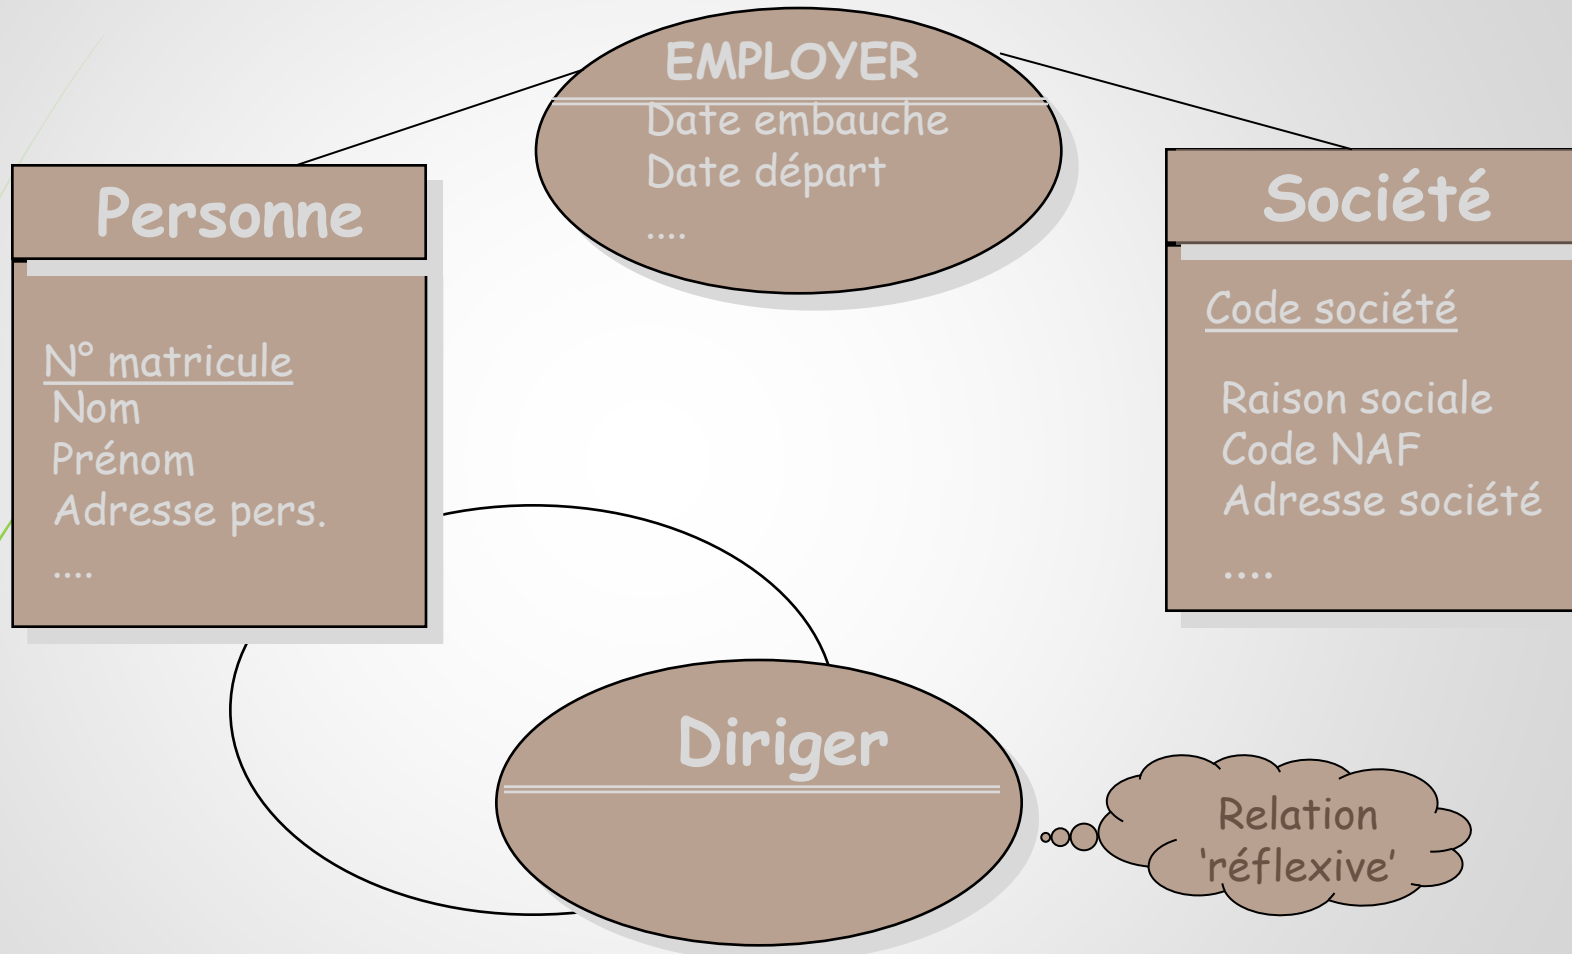 EMPLOYER
Date embauche
Date départ
....
Personne
N° matricule
Nom
Prénom
Adresse pers.
....
Société
Code société
Raison sociale
Code NAF
Adresse société
....
Diriger
Relation
‘réflexive’